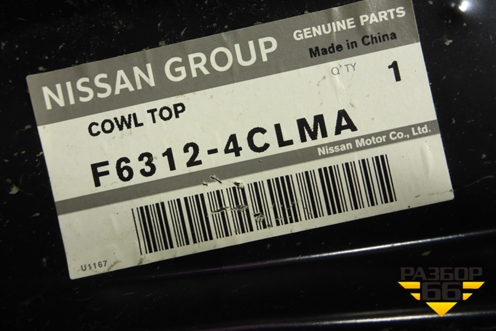 NISSAN GROUP
GENUINE PARTS
Made in China
COWL TOP
Q'TY 1
F6312-4CLMA
Nissan Motor Co., Ltd.
U1167
РАЗБОР
66